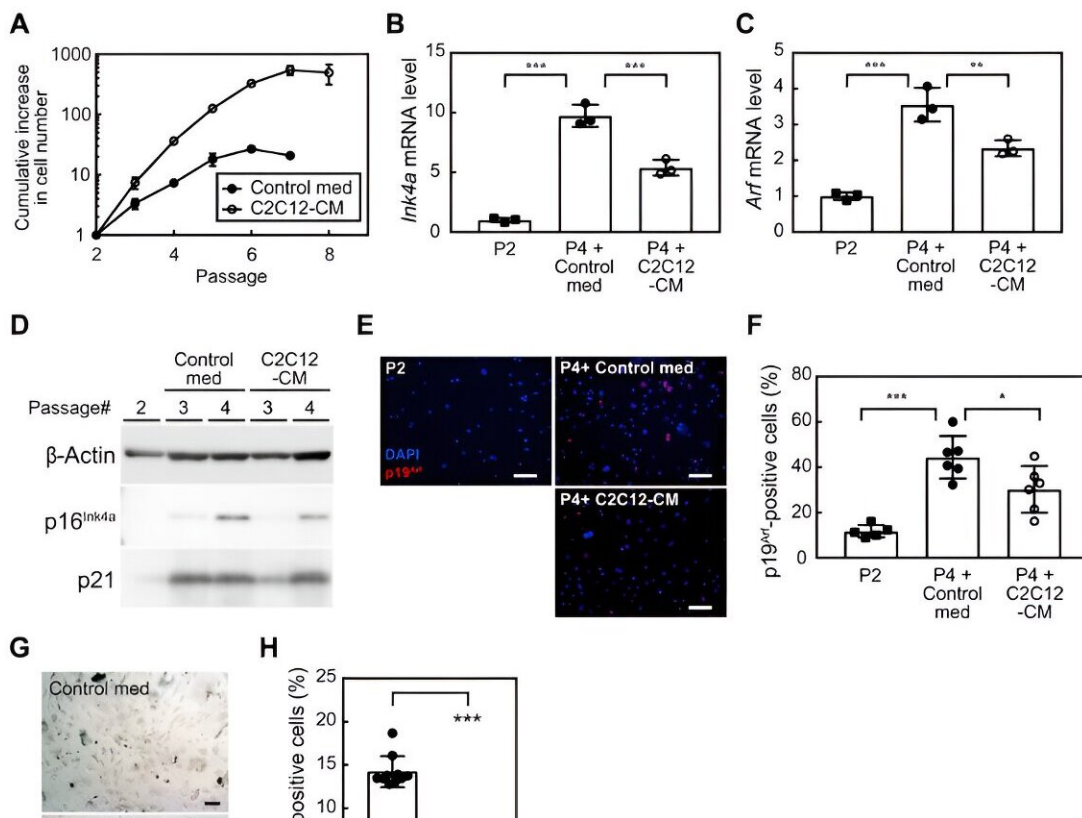 A
Cumulative increase
in cell number
1000
100
10
1
2
4
6
8
Passage
Control med
C2C12-CM
B
Ink4a mRNA level
15
10
5
0
***
***
P2
P4 +
Control
med
P4 +
C2C12
-CM
C
Arf mRNA level
5
4
3
2
1
0
***
**
P2
P4 +
Control
med
P4 +
C2C12
-CM
D
Control
med
C2C12
-CM
Passage#
2
3
4
3
4
β-Actin
p16Ink4a
p21
E
P2
DAPI
p19Arf
P4+ Control med
P4+ C2C12-CM
F
p19Arf-positive cells (%)
80
60
40
20
0
***
*
P2
P4 +
Control
med
P4 +
C2C12
-CM
G
Control med
H
positive cells (%)
25
20
15
10
***